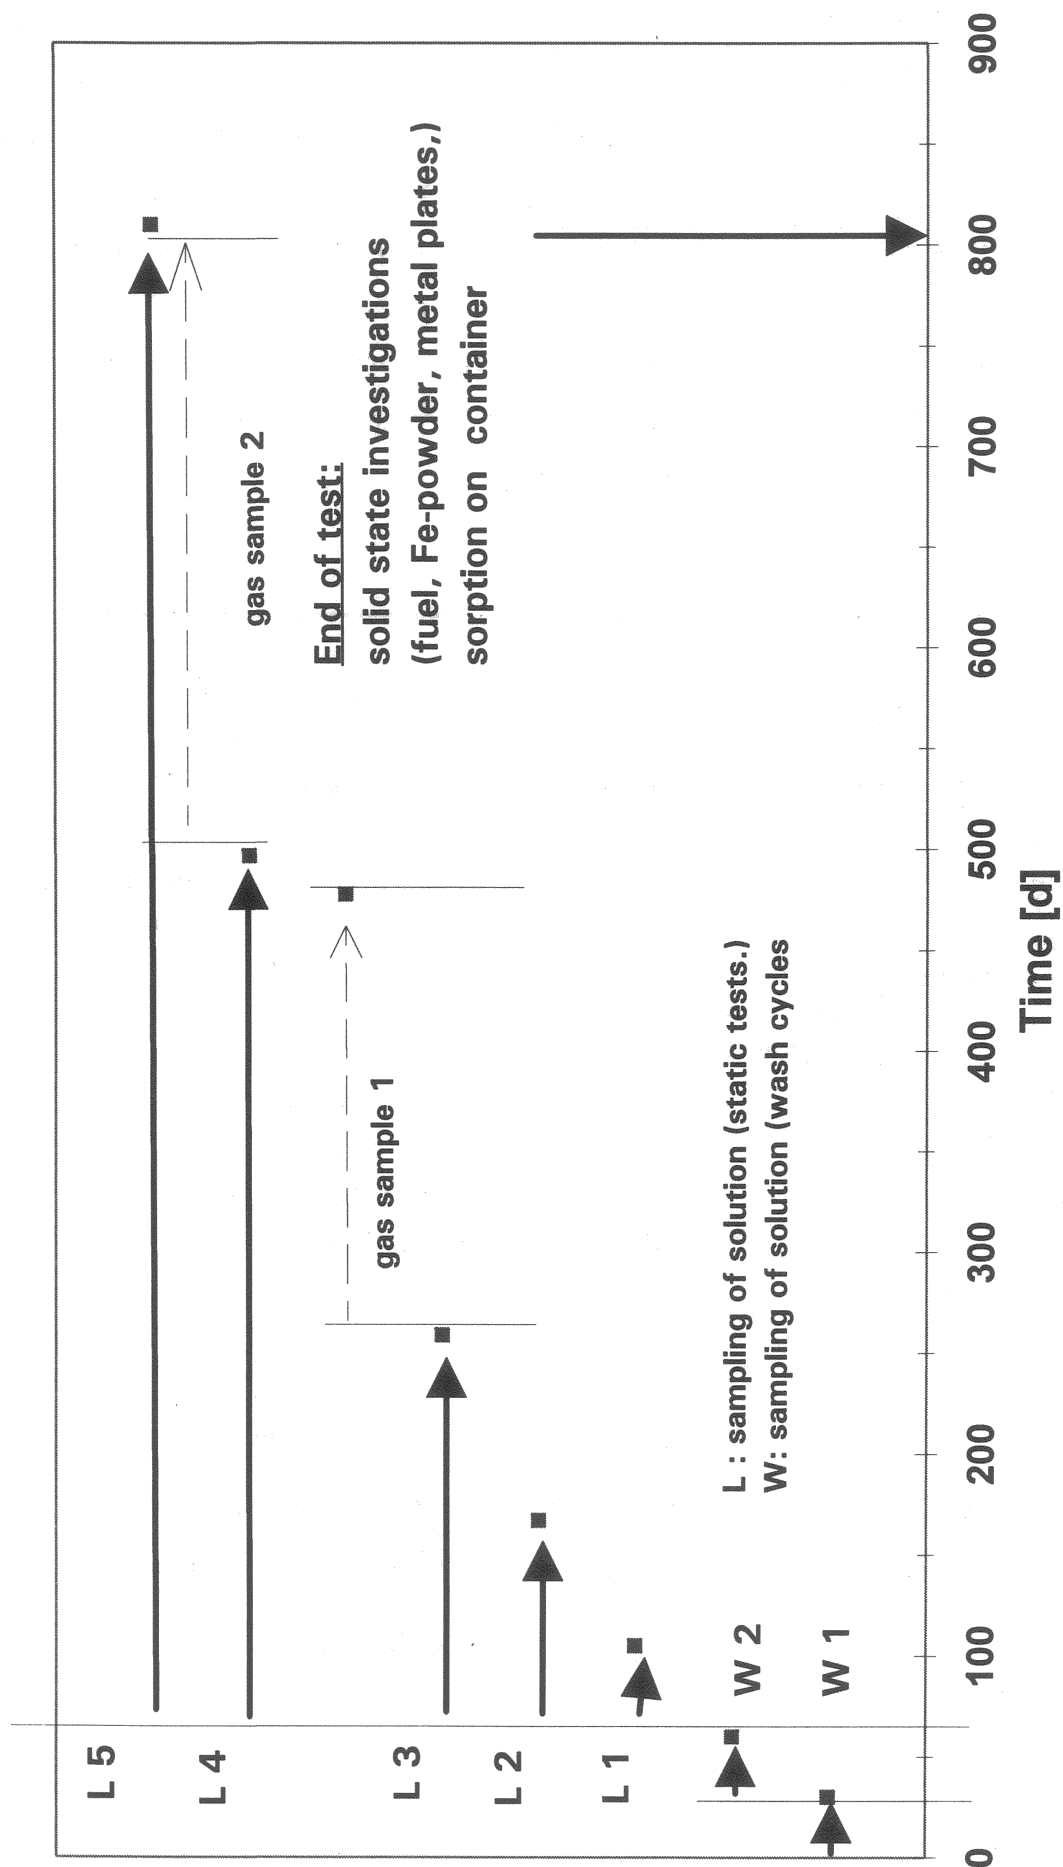 L 5
L 4
L 3
L 2
L 1
W 2
W 1
gas sample 2
gas sample 1
End of test:
solid state investigations
(fuel, Fe-powder, metal plates,)
sorption on container
L : sampling of solution (static tests.)
W: sampling of solution (wash cycles
0 100 200 300 400 500 600 700 800 900
Time [d]